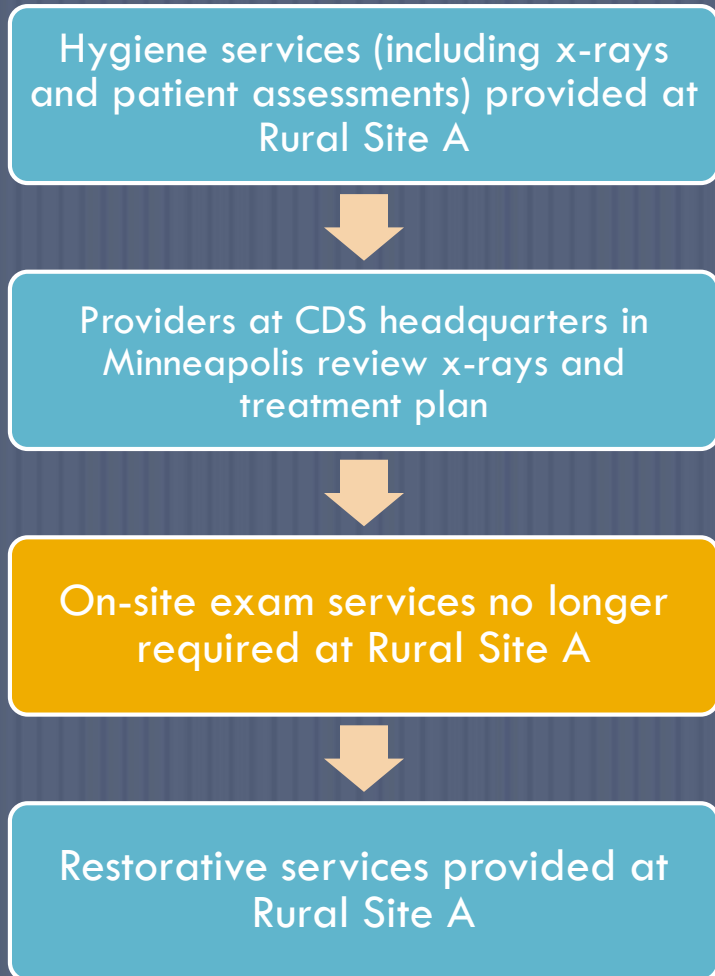 Hygiene services (including x-rays
and patient assessments) provided at
Rural Site A
Providers at CDS headquarters in
Minneapolis review x-rays and
treatment plan
On-site exam services no longer
required at Rural Site A
Restorative services provided at
Rural Site A